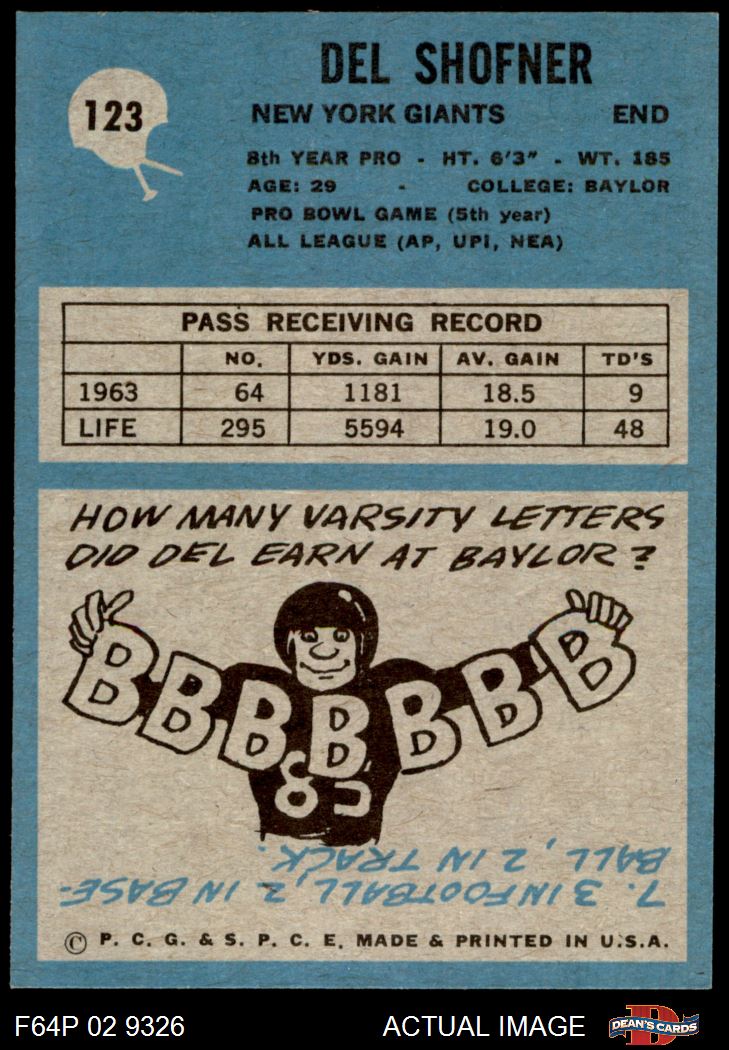 123
DEL SHOFNER
NEW YORK GIANTS END
8th YEAR PRO - HT. 6'3" - WT. 185
AGE: 29 - COLLEGE: BAYLOR
PRO BOWL GAME (5th year)
ALL LEAGUE (AP, UPI, NEA)
PASS RECEIVING RECORD
NO. YDS. GAIN AV. GAIN TD'S
1963 64 1181 18.5 9
LIFE 295 5594 19.0 48
HOW MANY VARSITY LETTERS
DID DEL EARN AT BAYLOR?
B B B B B B B
85
7. 3 IN FOOTBALL, 2 IN BASE-
BALL, 2 IN TRACK.
© P. C. G. & S. P. C. E. MADE & PRINTED IN U.S.A.
F64P 02 9326 ACTUAL IMAGE D DEAN'S CARDS